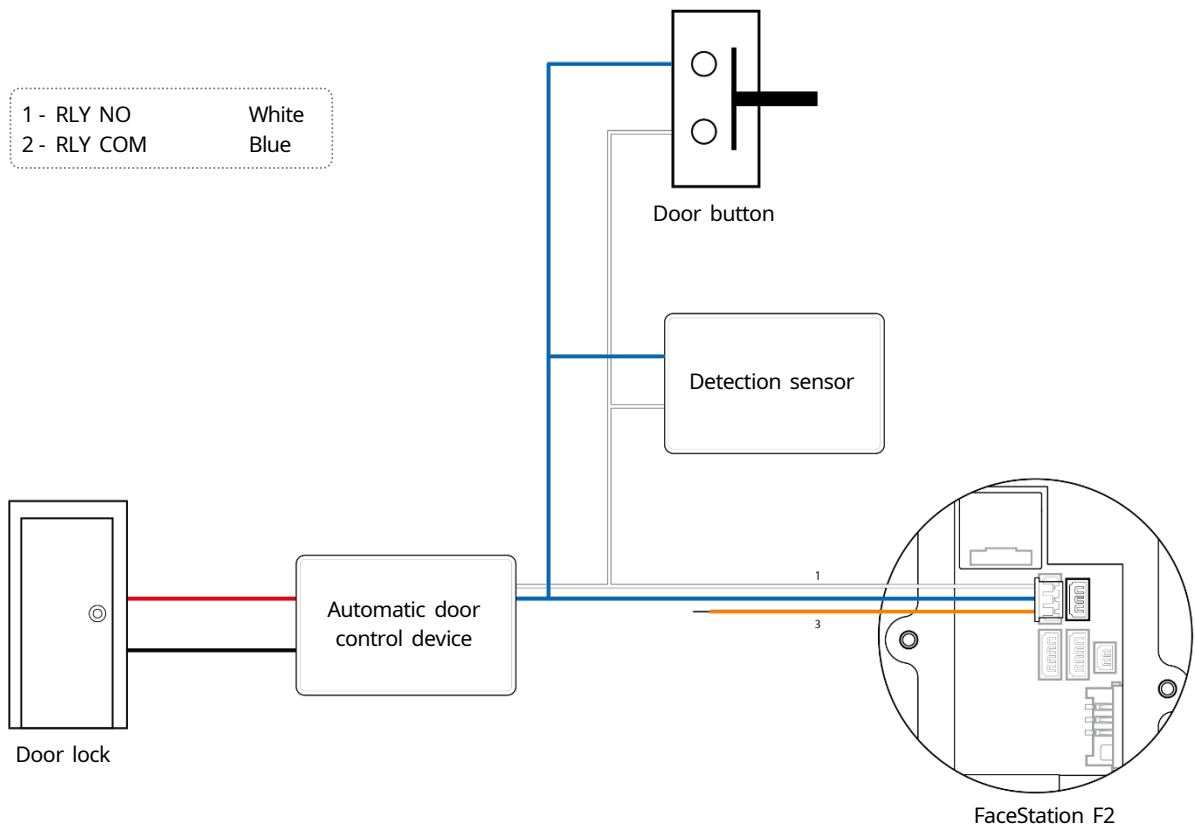 1 - RLY NO White
2 - RLY COM Blue
Door button
Detection sensor
1
3
Automatic door
control device
Door lock
FaceStation F2